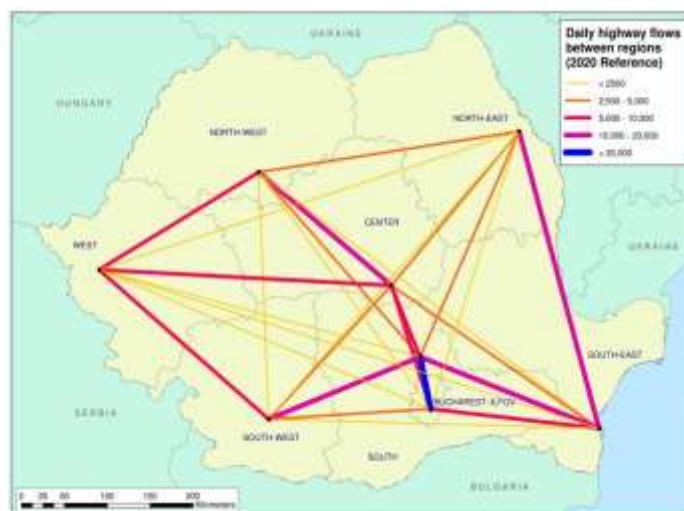 UKRAINE
Daily highway flows
between regions
(2020 Reference)
< 2500
2,500 - 5,000
5,000 - 10,000
10,000 - 20,000
> 20,000
HUNGARY
NORTH-WEST
NORTH-EAST
CENTER
WEST
UKRAINE
SOUTH-EAST
SERBIA
BUCHAREST - ILFOV
SOUTH-WEST
SOUTH
BULGARIA
0 25 50 100 150 200
Kilometers